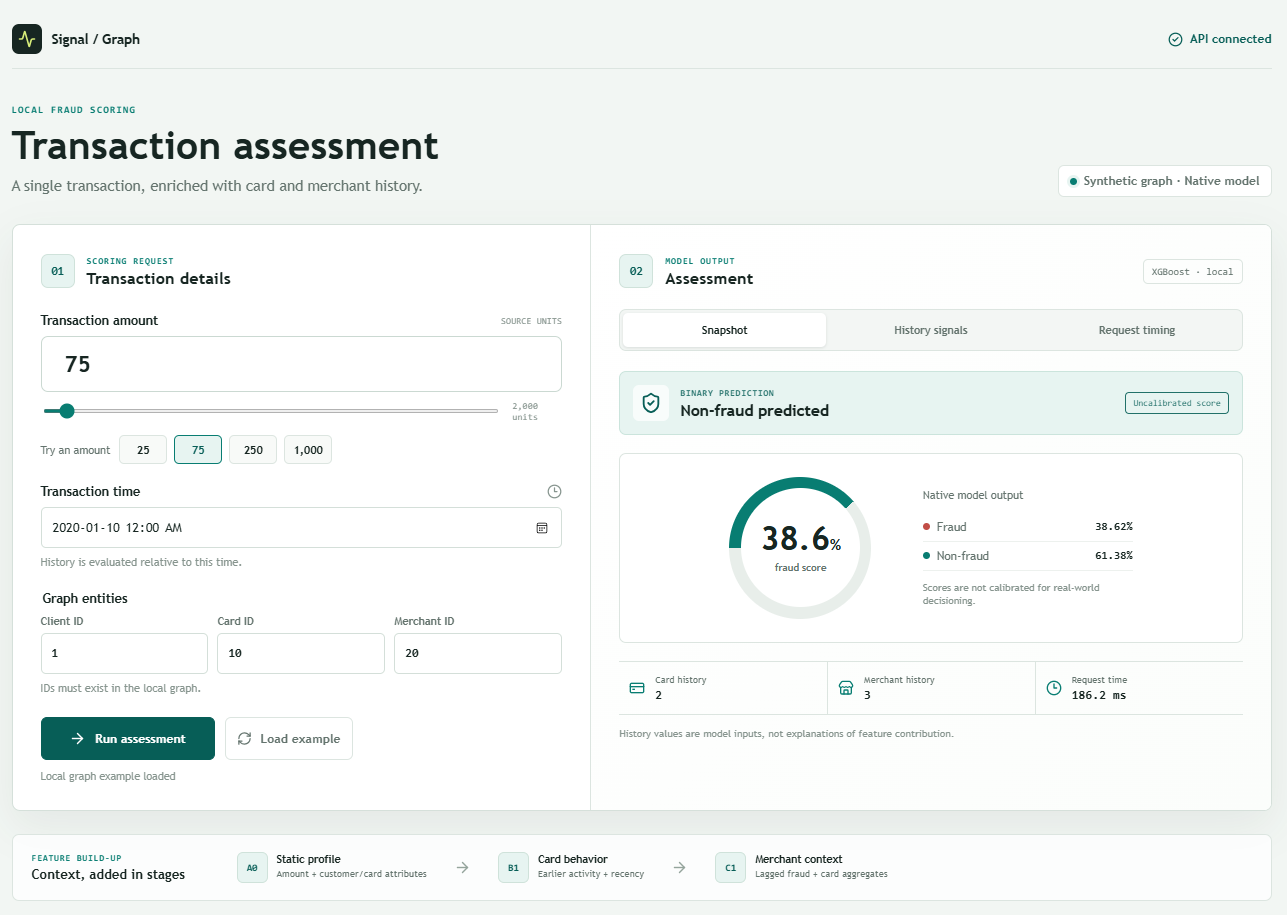 Signal / Graph
API connected
LOCAL FRAUD SCORING
Transaction assessment
A single transaction, enriched with card and merchant history.
Synthetic graph · Native model
01
SCORING REQUEST
Transaction details
Transaction amount
SOURCE UNITS
75
2,000
units
Try an amount
25
75
250
1,000
Transaction time
2020-01-10 12:00 AM
History is evaluated relative to this time.
Graph entities
Client ID
Card ID
Merchant ID
1
10
20
IDs must exist in the local graph.
Run assessment
Load example
Local graph example loaded
02
MODEL OUTPUT
Assessment
XGBoost · local
Snapshot
History signals
Request timing
BINARY PREDICTION
Non-fraud predicted
Uncalibrated score
38.6%
fraud score
Native model output
Fraud
38.62%
Non-fraud
61.38%
Scores are not calibrated for real-world
decisioning.
Card history
2
Merchant history
3
Request time
186.2 ms
History values are model inputs, not explanations of feature contribution.
FEATURE BUILD-UP
Context, added in stages
A0
Static profile
Amount + customer/card attributes
B1
Card behavior
Earlier activity + recency
C1
Merchant context
Lagged fraud + card aggregates